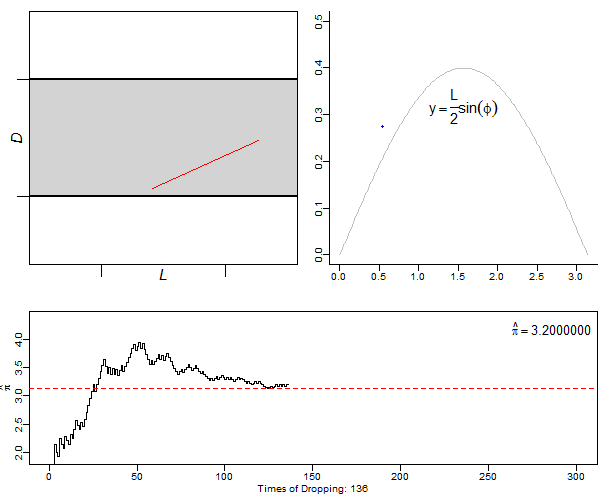 D
L
0.0 0.1 0.2 0.3 0.4 0.5
y = L/2 sin(ϕ)
0.0 0.5 1.0 1.5 2.0 2.5 3.0
π̂ = 3.2000000
π̂
2.0 2.5 3.0 3.5 4.0
0 50 100 150 200 250 300
Times of Dropping: 136